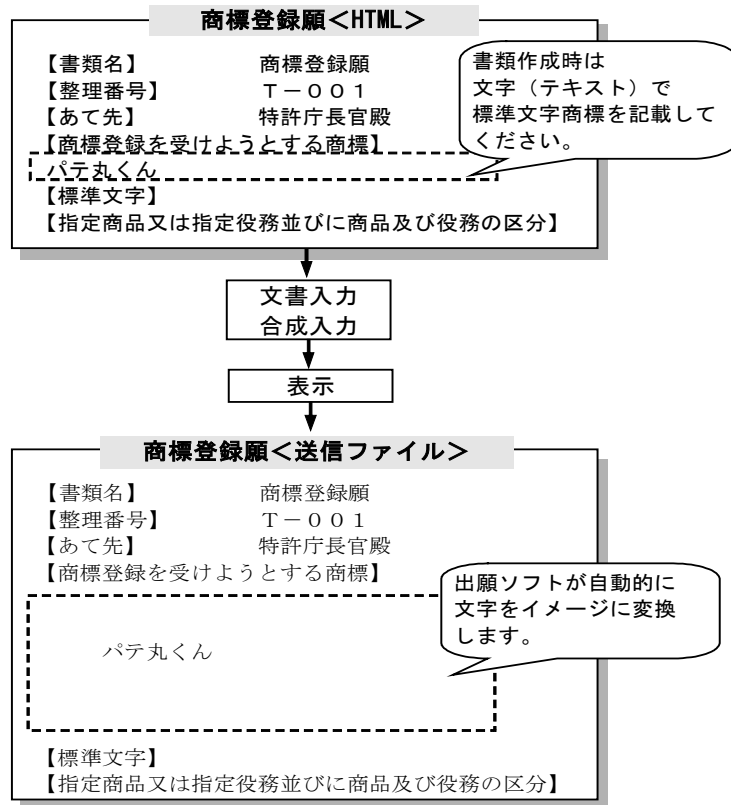 商標登録願＜HTML＞
【書類名】　商標登録願
【整理番号】　Ｔ－００１
【あて先】　特許庁長官殿
【商標登録を受けようとする商標】
パテ丸くん
【標準文字】
【指定商品又は指定役務並びに商品及び役務の区分】
書類作成時は
文字（テキスト）で
標準文字商標を記載して
ください。
文書入力
合成入力
表示
商標登録願＜送信ファイル＞
【書類名】　商標登録願
【整理番号】　Ｔ－００１
【あて先】　特許庁長官殿
【商標登録を受けようとする商標】
パテ丸くん
出願ソフトが自動的に
文字をイメージに変換
します。
【標準文字】
【指定商品又は指定役務並びに商品及び役務の区分】